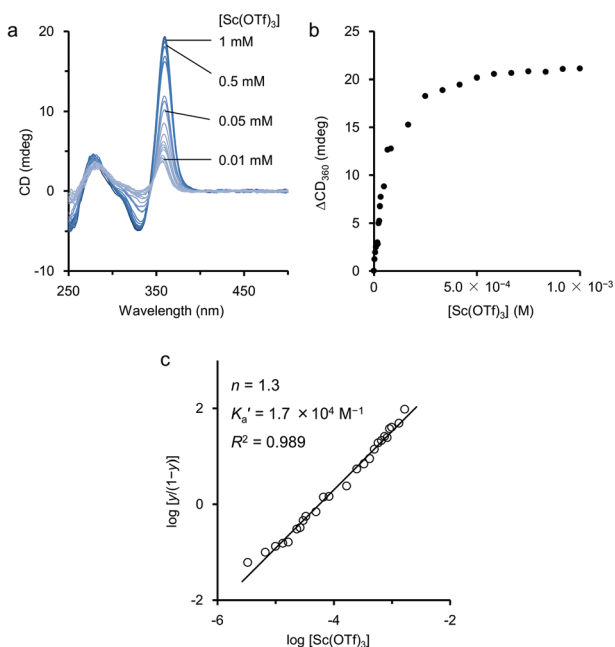 a
[Sc(OTf)₃]
20
1 mM
0.5 mM
10
0.05 mM
0.01 mM
0
-10
CD (mdeg)
250
350
450
Wavelength (nm)
b
25
20
15
10
5
0
ΔCD₃₆₀ (mdeg)
0
5.0 × 10⁻⁴
1.0 × 10⁻³
[Sc(OTf)₃] (M)
c
n = 1.3
Kₐ′ = 1.7 × 10⁴ M⁻¹
R² = 0.989
2
0
-2
log [y/(1−y)]
-6
-4
-2
log [Sc(OTf)₃]